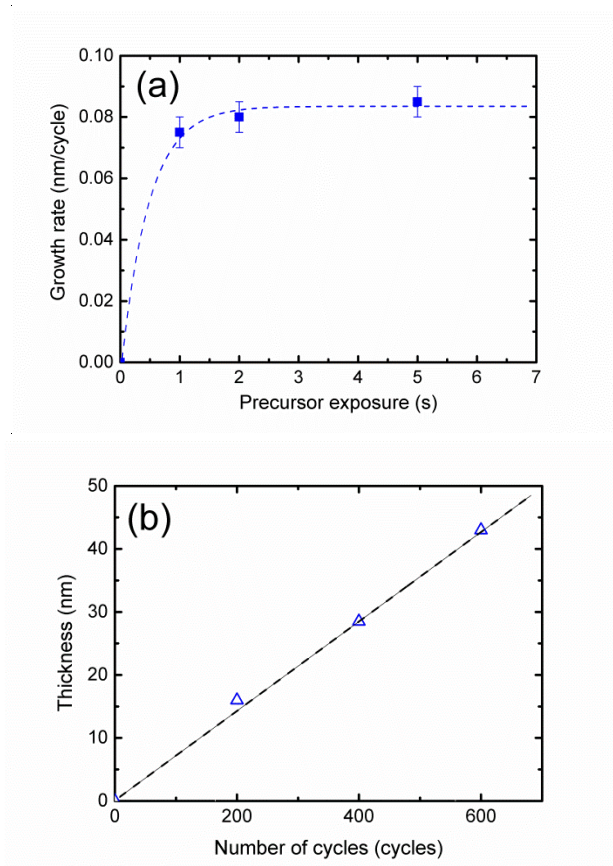 (a)
Growth rate (nm/cycle)
0.10
0.08
0.06
0.04
0.02
0.00
0 1 2 3 4 5 6 7
Precursor exposure (s)
(b)
Thickness (nm)
50
40
30
20
10
0
0 200 400 600
Number of cycles (cycles)